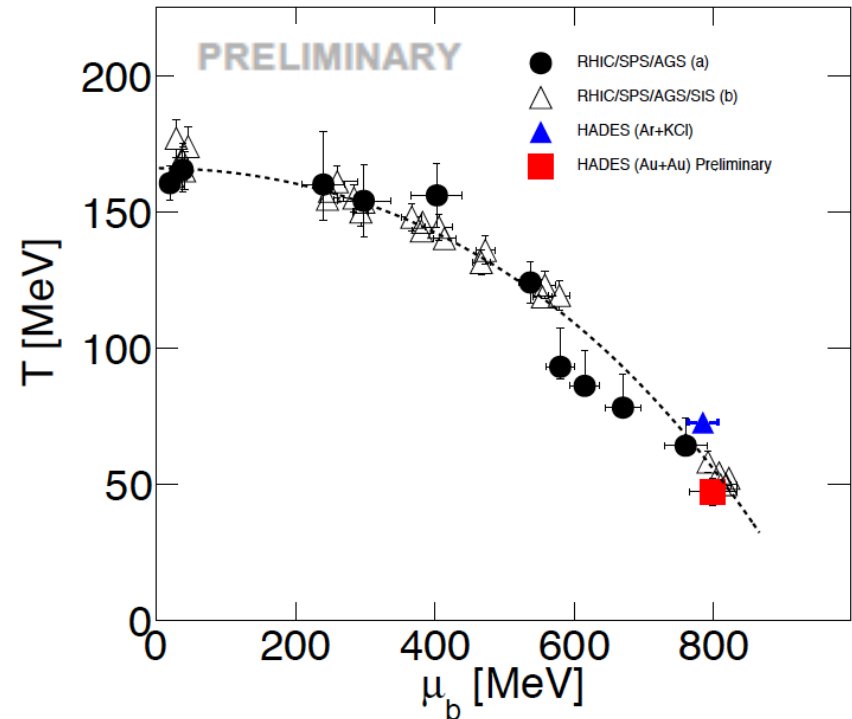 PRELIMINARY
RHIC/SPS/AGS (a)
RHIC/SPS/AGS/SIS (b)
HADES (Ar+KCl)
HADES (Au+Au) Preliminary
T [MeV]
200
150
100
50
0
0 200 400 600 800
μb [MeV]